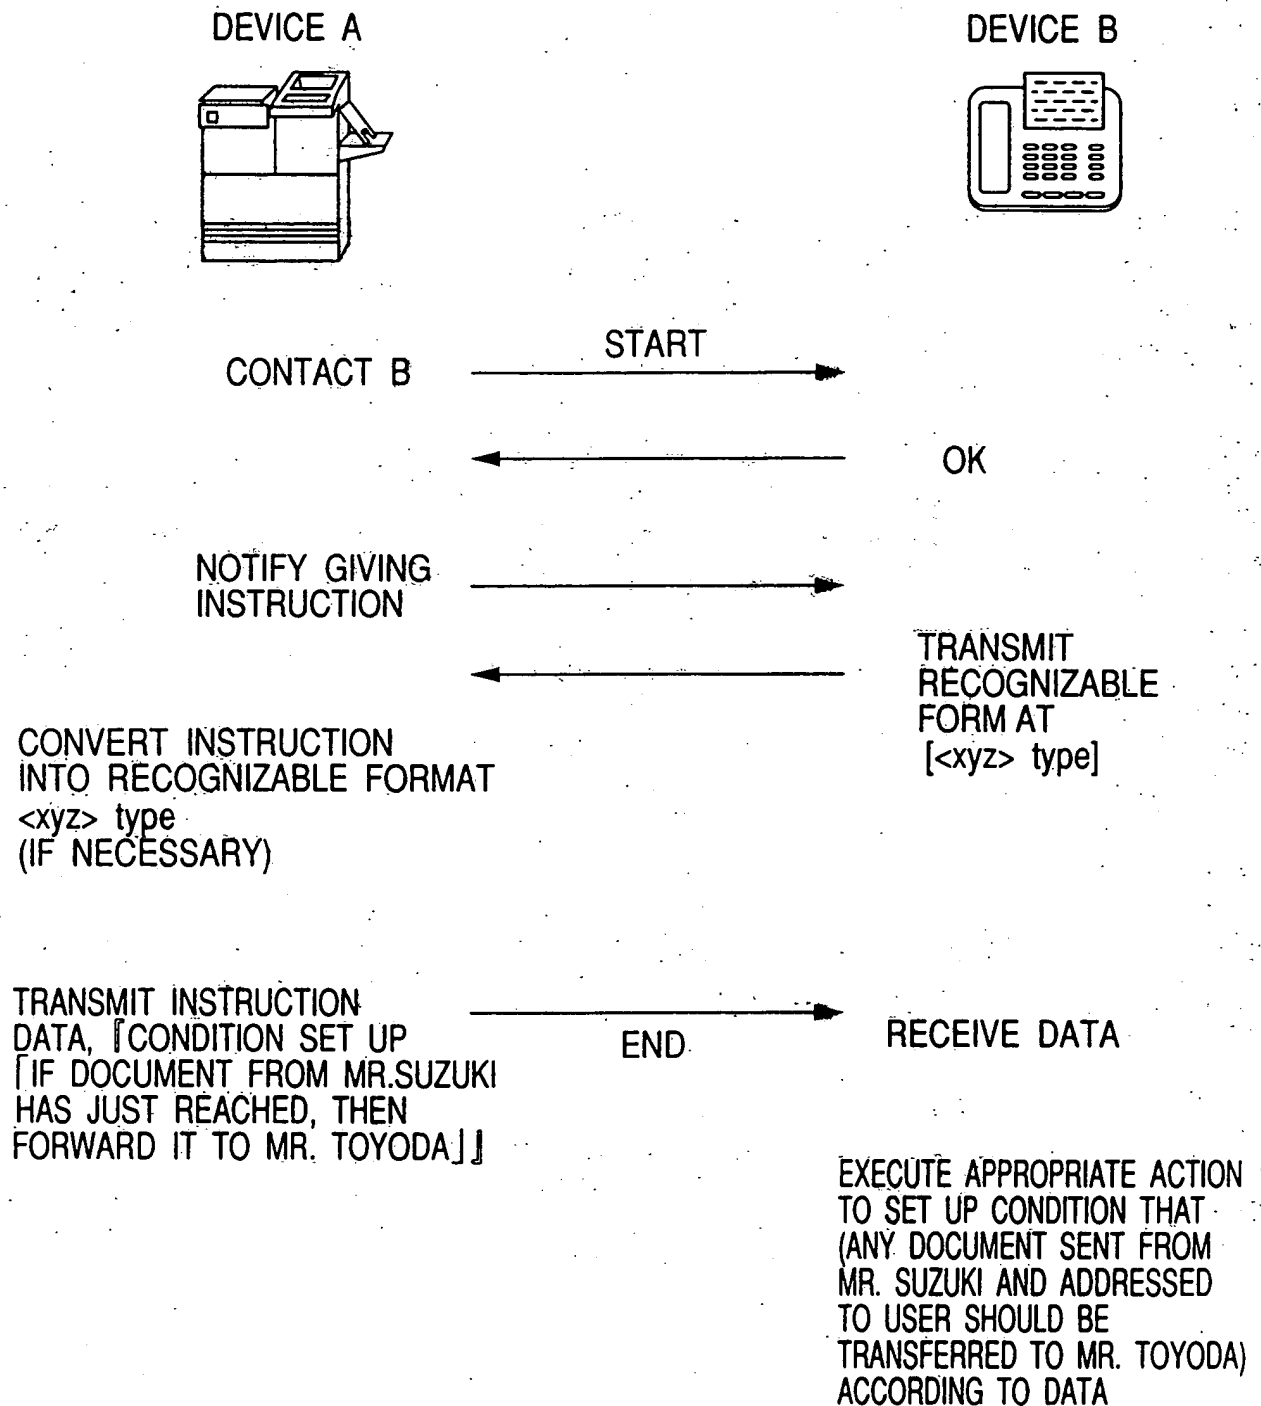 DEVICE A
DEVICE B
START
CONTACT B
OK
NOTIFY GIVING
INSTRUCTION
TRANSMIT
RECOGNIZABLE
FORM AT
[<xyz> type]
CONVERT INSTRUCTION
INTO RECOGNIZABLE FORMAT
<xyz> type
(IF NECESSARY)
TRANSMIT INSTRUCTION
DATA, 『CONDITION SET UP
「IF DOCUMENT FROM MR.SUZUKI
HAS JUST REACHED, THEN
FORWARD IT TO MR. TOYODA」』
END
RECEIVE DATA
EXECUTE APPROPRIATE ACTION
TO SET UP CONDITION THAT
(ANY DOCUMENT SENT FROM
MR. SUZUKI AND ADDRESSED
TO USER SHOULD BE
TRANSFERRED TO MR. TOYODA)
ACCORDING TO DATA